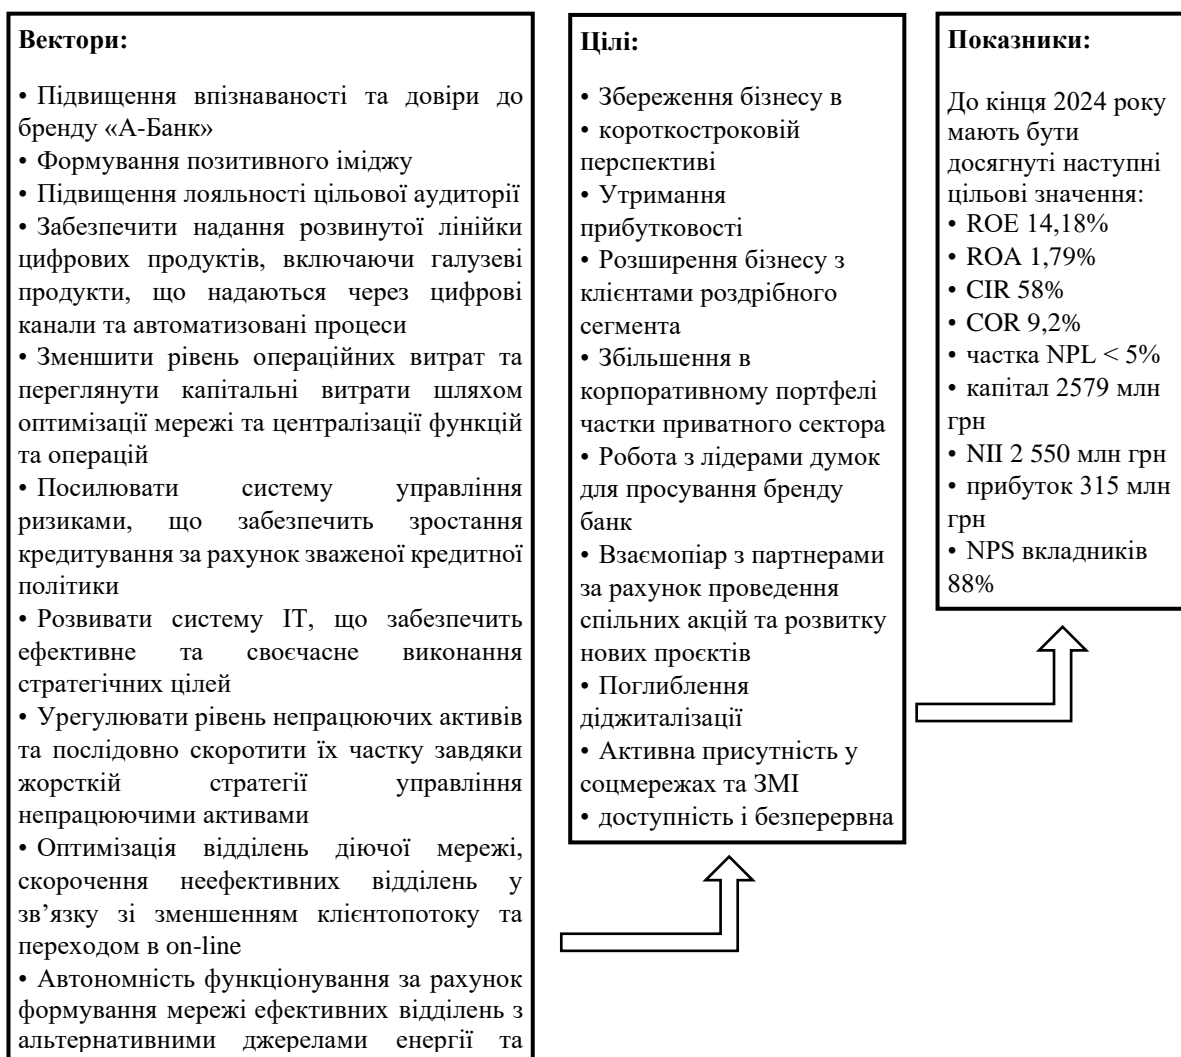 Вектори:
• Підвищення впізнаваності та довіри до
бренду «А-Банк»
• Формування позитивного іміджу
• Підвищення лояльності цільової аудиторії
• Забезпечити надання розвинутої лінійки
цифрових продуктів, включаючи галузеві
продукти, що надаються через цифрові
канали та автоматизовані процеси
• Зменшити рівень операційних витрат та
переглянути капітальні витрати шляхом
оптимізації мережі та централізації функцій
та операцій
• Посилювати систему управління
ризиками, що забезпечить зростання
кредитування за рахунок зваженої кредитної
політики
• Розвивати систему ІТ, що забезпечить
ефективне та своєчасне виконання
стратегічних цілей
• Урегулювати рівень непрацюючих активів
та послідовно скоротити їх частку завдяки
жорсткій стратегії управління
непрацюючими активами
• Оптимізація відділень діючої мережі,
скорочення неефективних відділень у
зв’язку зі зменшенням клієнтопотоку та
переходом в on-line
• Автономність функціонування за рахунок
формування мережі ефективних відділень з
альтернативними джерелами енергії та
Цілі:
• Збереження бізнесу в
• короткостроковій
перспективі
• Утримання
прибутковості
• Розширення бізнесу з
клієнтами роздрібного
сегмента
• Збільшення в
корпоративному портфелі
частки приватного сектора
• Робота з лідерами думок
для просування бренду
банк
• Взаємопіар з партнерами
за рахунок проведення
спільних акцій та розвитку
нових проєктів
• Поглиблення
діджиталізації
• Активна присутність у
соцмережах та ЗМІ
• доступність і безперервна
Показники:
До кінця 2024 року
мають бути
досягнуті наступні
цільові значення:
• ROE 14,18%
• ROA 1,79%
• CIR 58%
• COR 9,2%
• частка NPL < 5%
• капітал 2579 млн
грн
• NII 2 550 млн грн
• прибуток 315 млн
грн
• NPS вкладників
88%